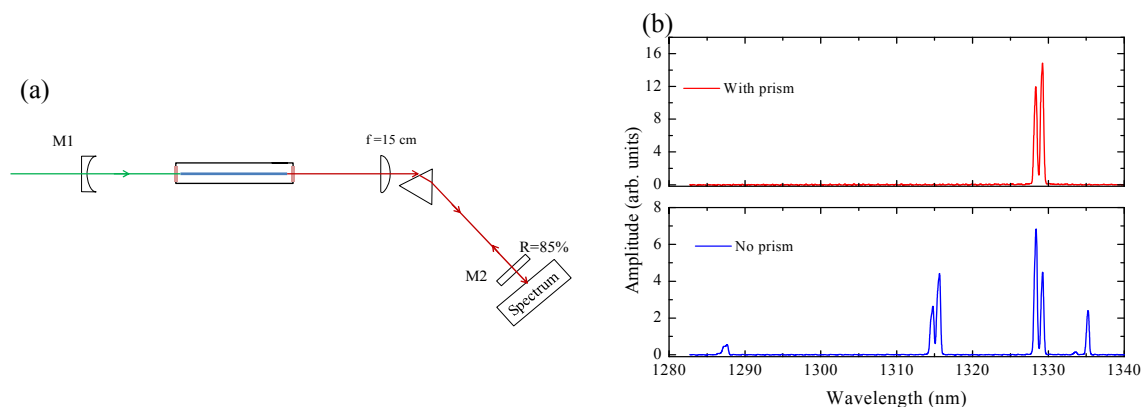 (a)
M1
f =15 cm
R=85%
M2
Spectrum
(b)
Amplitude (arb. units)
16
12
8
4
0
With prism
8
6
4
2
0
No prism
1280 1290 1300 1310 1320 1330 1340
Wavelength (nm)